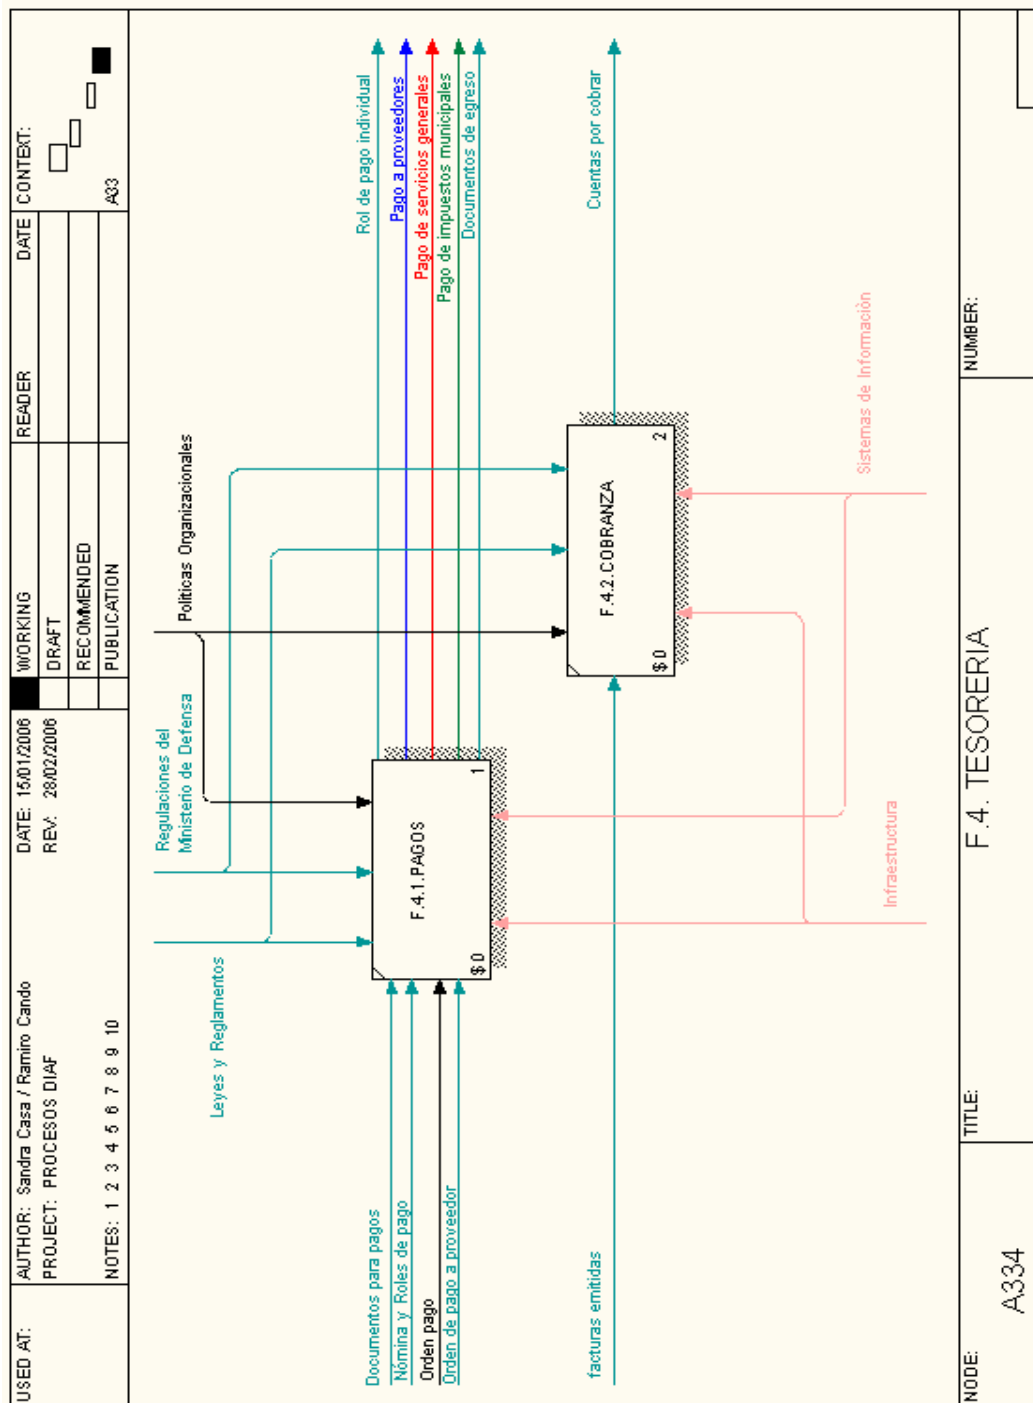 USED AT:
AUTHOR: Sandra Casa / Ramiro Cando
PROJECT: PROCESOS DIAF
NOTES: 1 2 3 4 5 6 7 8 9 10
DATE: 15/01/2006
REV: 28/02/2006
WORKING
DRAFT
RECOMMENDED
PUBLICATION
READER
DATE
CONTEXT:
A33
Leyes y Reglamentos
Regulaciones del
Ministerio de Defensa
Políticas Organizacionales
Documentos para pagos
Nómina y Roles de pago
Orden pago
Orden de pago a proveedor
F.4.1.PAGOS
$0
1
Rol de pago individual
Pago a proveedores
Pago de servicios generales
Pago de impuestos municipales
Documentos de egreso
facturas emitidas
F.4.2.COBRANZA
$0
2
Cuentas por cobrar
Infraestructura
Sistemas de Informaciòn
NODE:
A334
TITLE:
F.4. TESORERIA
NUMBER: